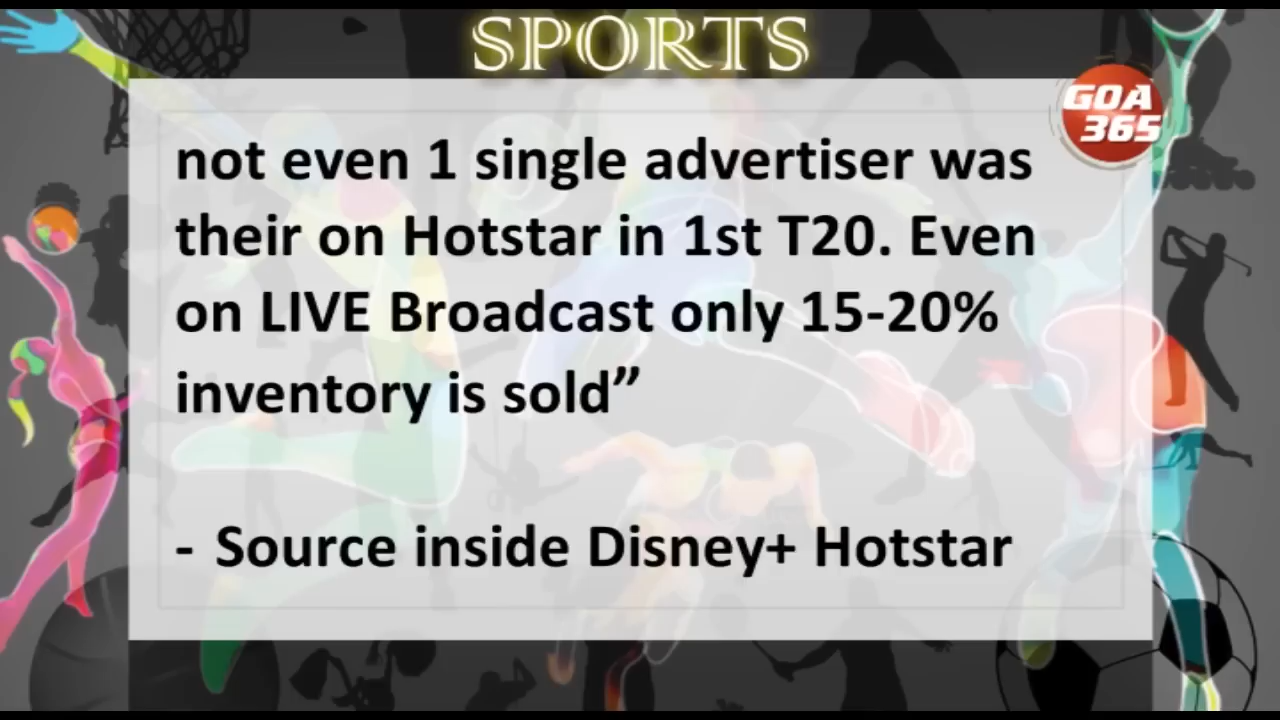 SPORTS
GOA
365
not even 1 single advertiser was
their on Hotstar in 1st T20. Even
on LIVE Broadcast only 15-20%
inventory is sold”
- Source inside Disney+ Hotstar